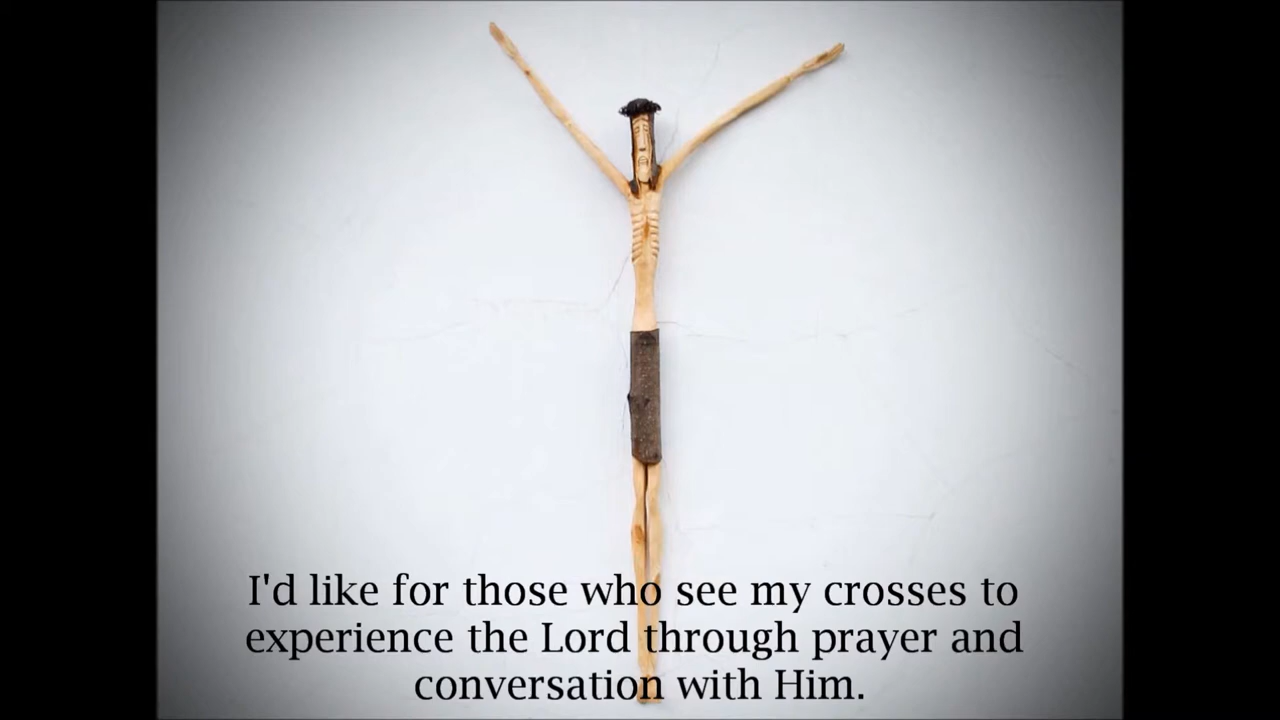 I'd like for those who see my crosses to
experience the Lord through prayer and
conversation with Him.